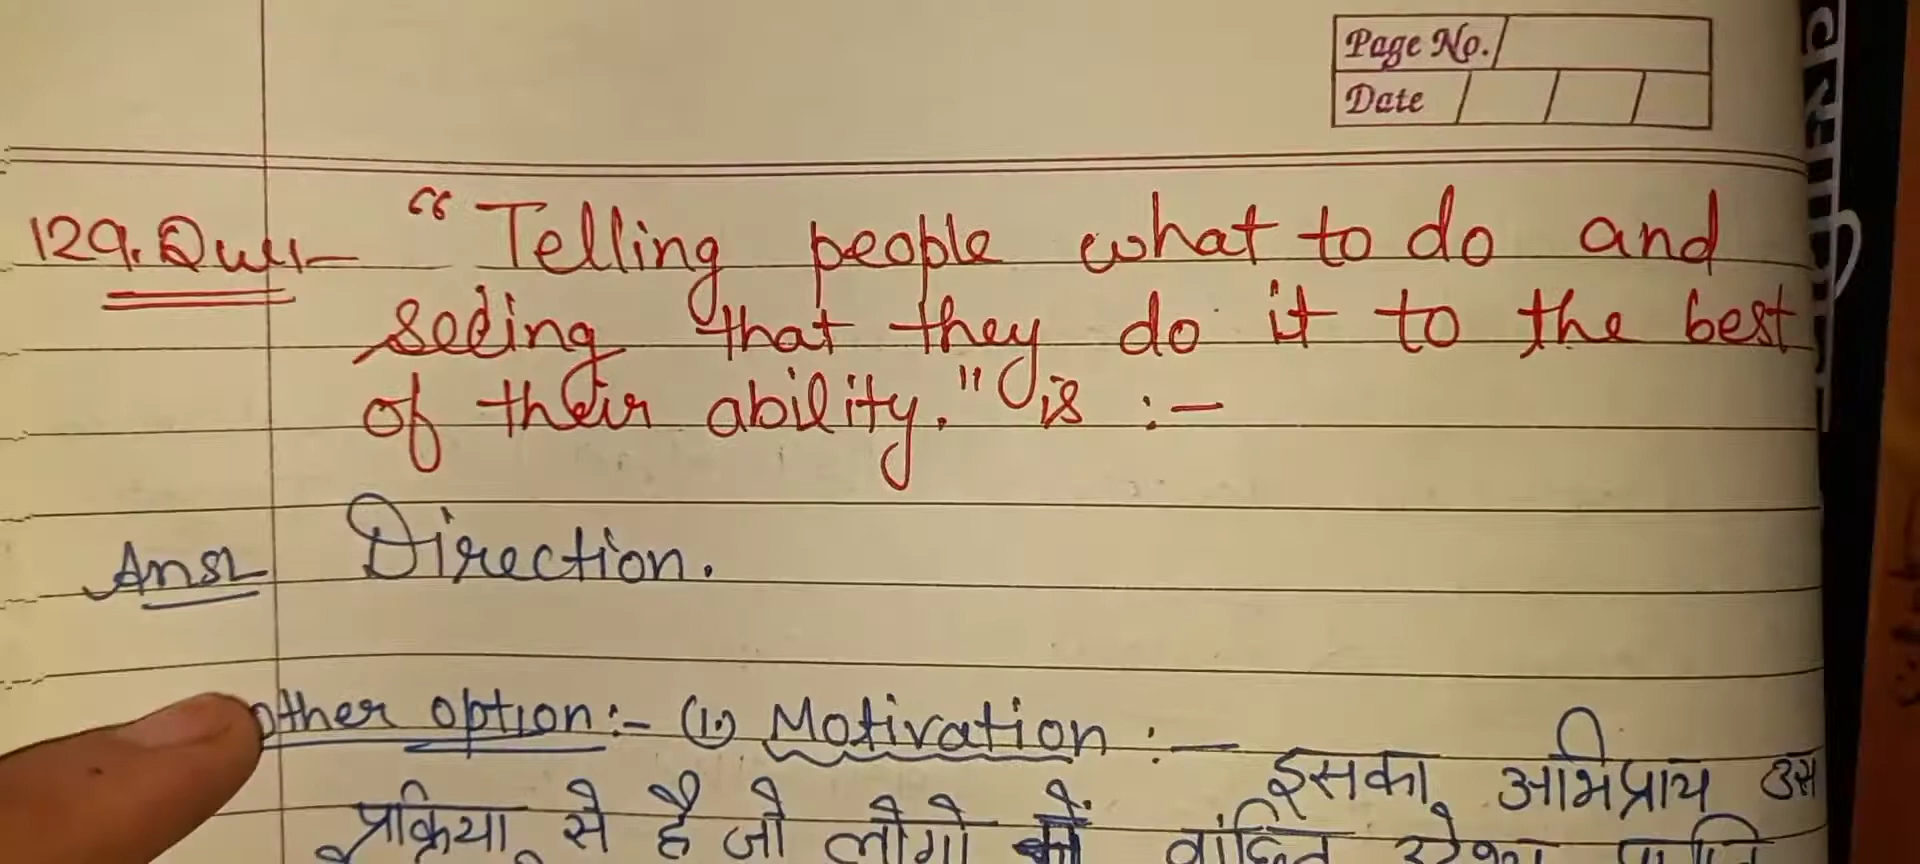 Page No.
Date
129. Ques- "Telling people what to do and
seeing that they do it to the best
of their ability." is :-
Ans Direction.
other option:- (1) Motivation :- इसका अभिप्राय उस
प्रक्रिया से है जो लोगो को वांछित